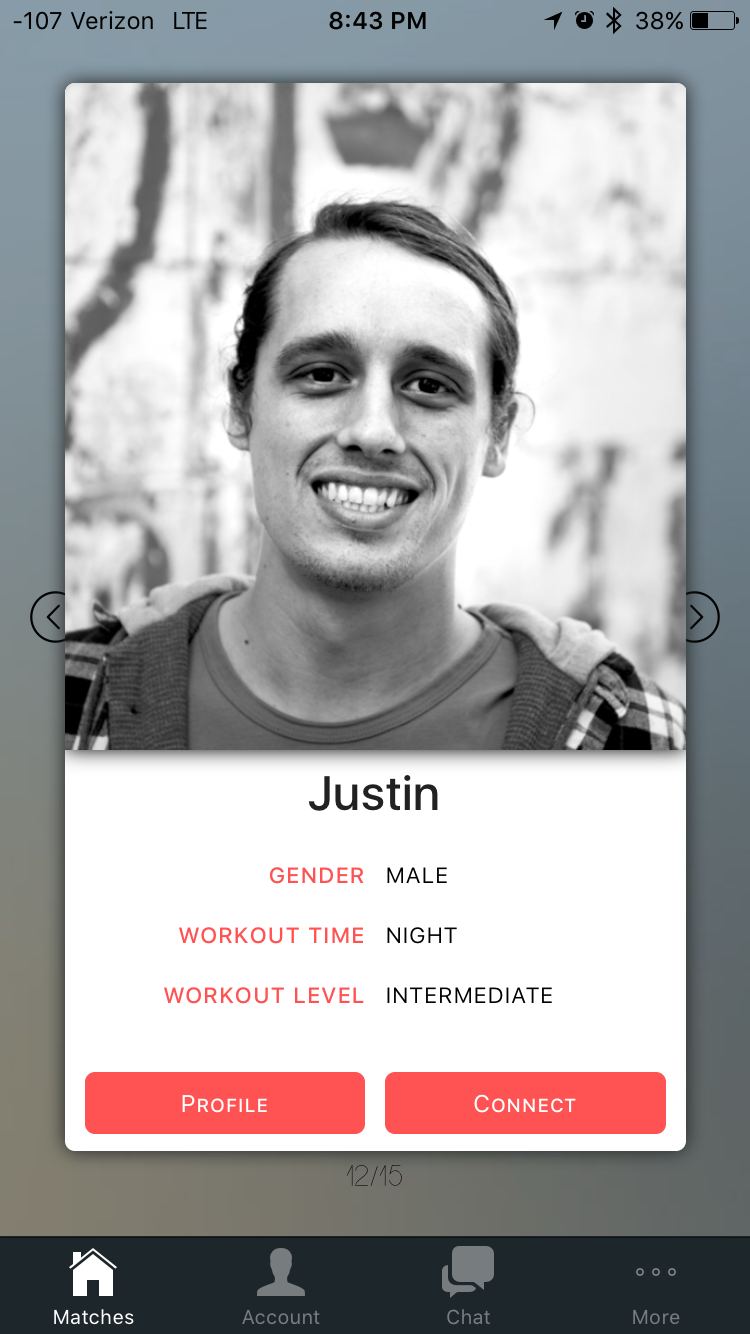 -107 Verizon LTE 8:43 PM 38%
Justin
GENDER MALE
WORKOUT TIME NIGHT
WORKOUT LEVEL INTERMEDIATE
PROFILE CONNECT
12/15
Matches Account Chat More